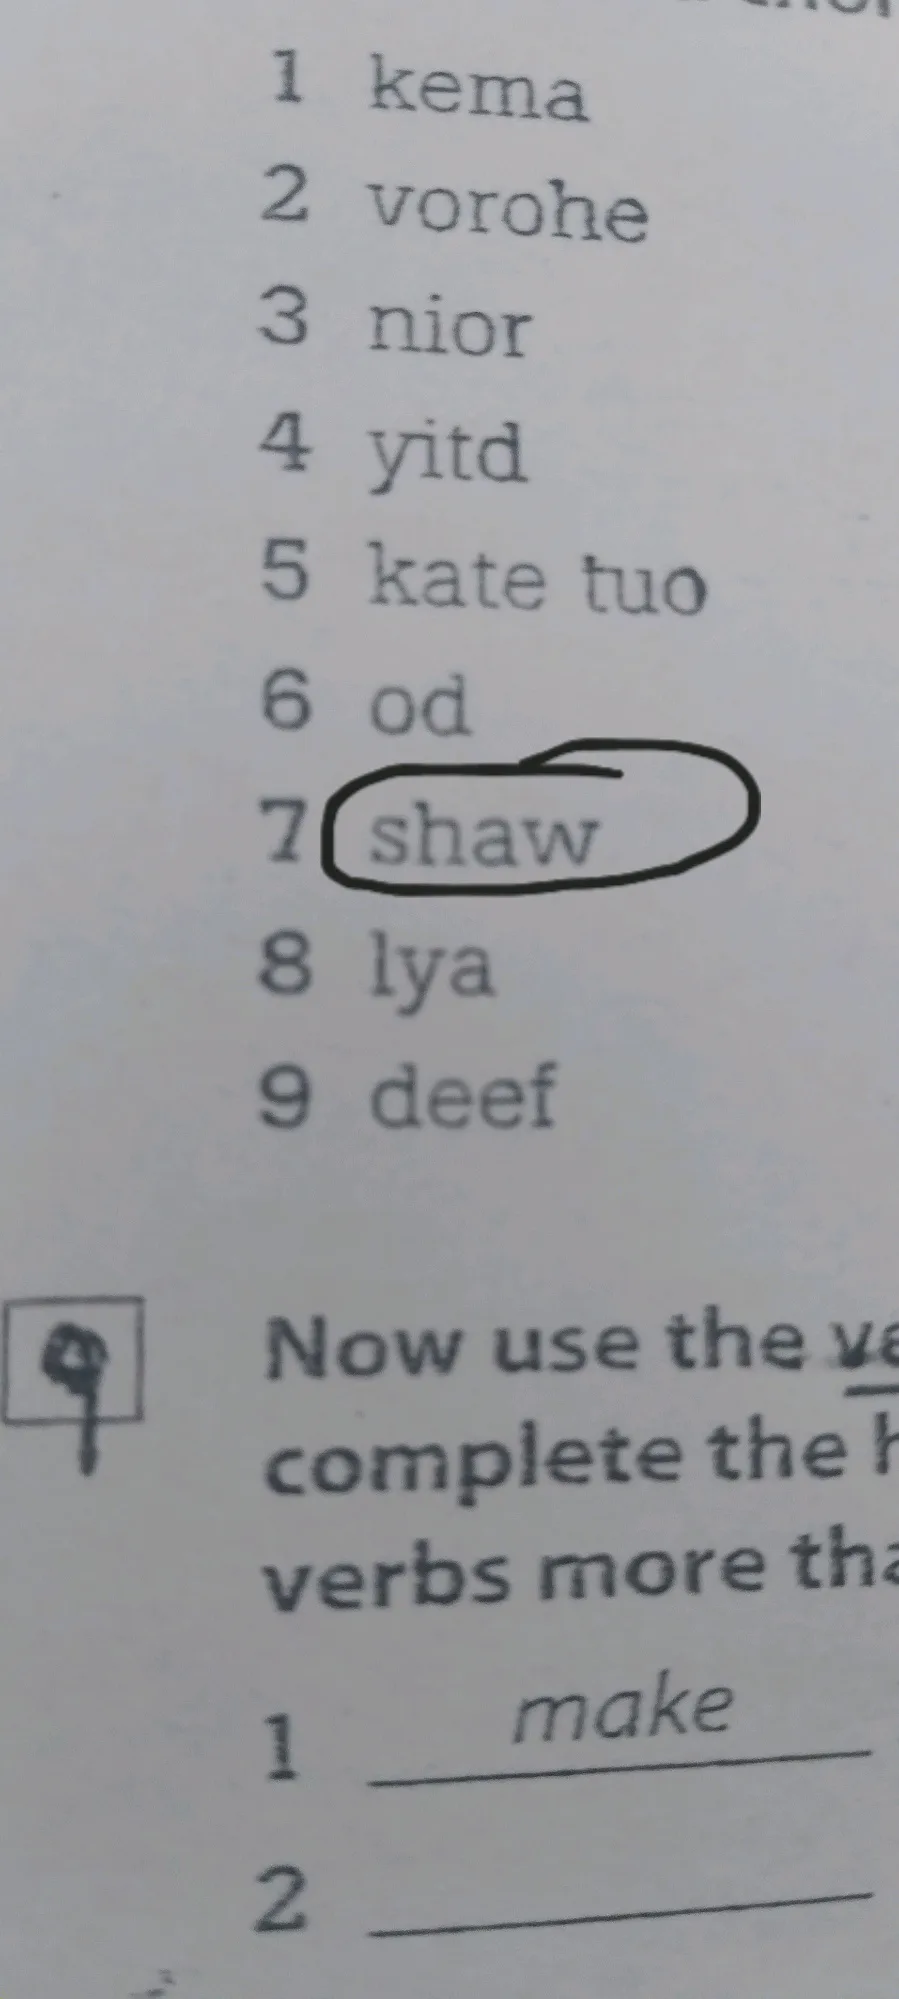 1 kema
2 vorohe
3 nior
4 yitd
5 kate tuo
6 od
7 shaw
8 lya
9 deef
9
Now use the
complete the
verbs more
1 make
2